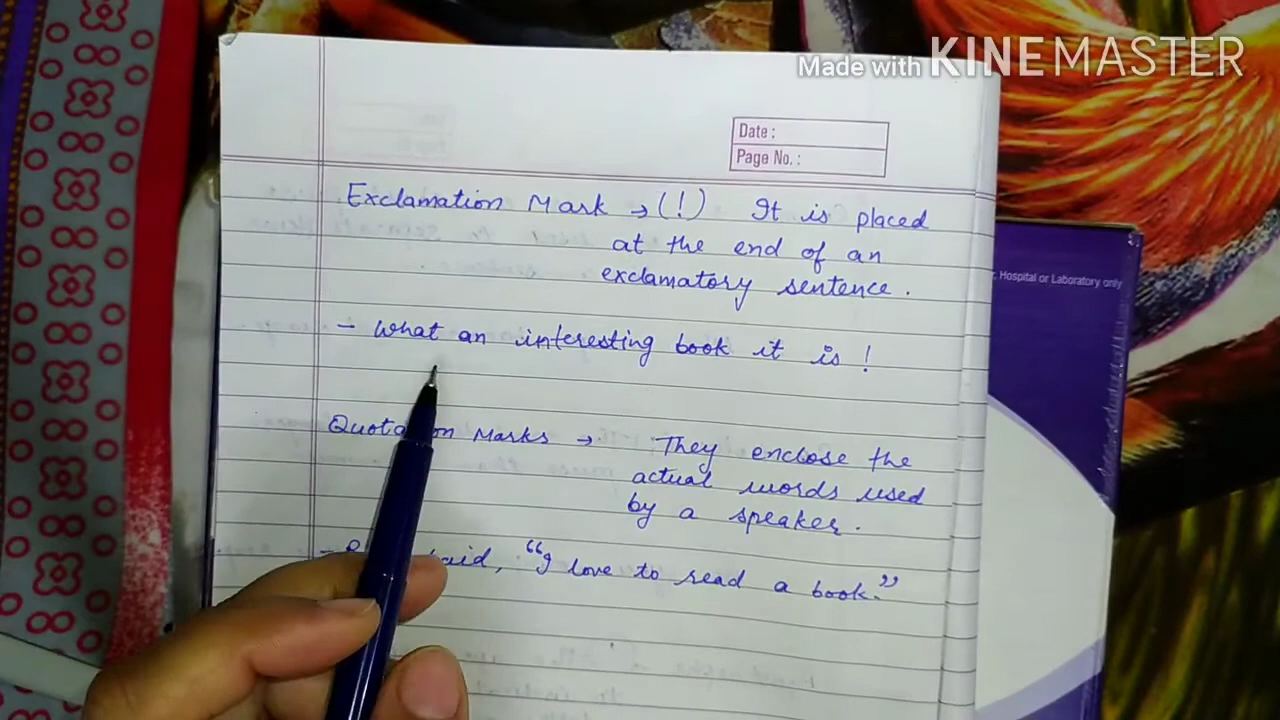 Made with KINEMASTER
Date :
Page No. :
Exclamation Mark → (!) It is placed
at the end of an
exclamatory sentence.
Hospital or Laboratory only
- What an interesting book it is !
Quotation Marks → They enclose the
actual words used
by a speaker.
said, "I love to read a book."